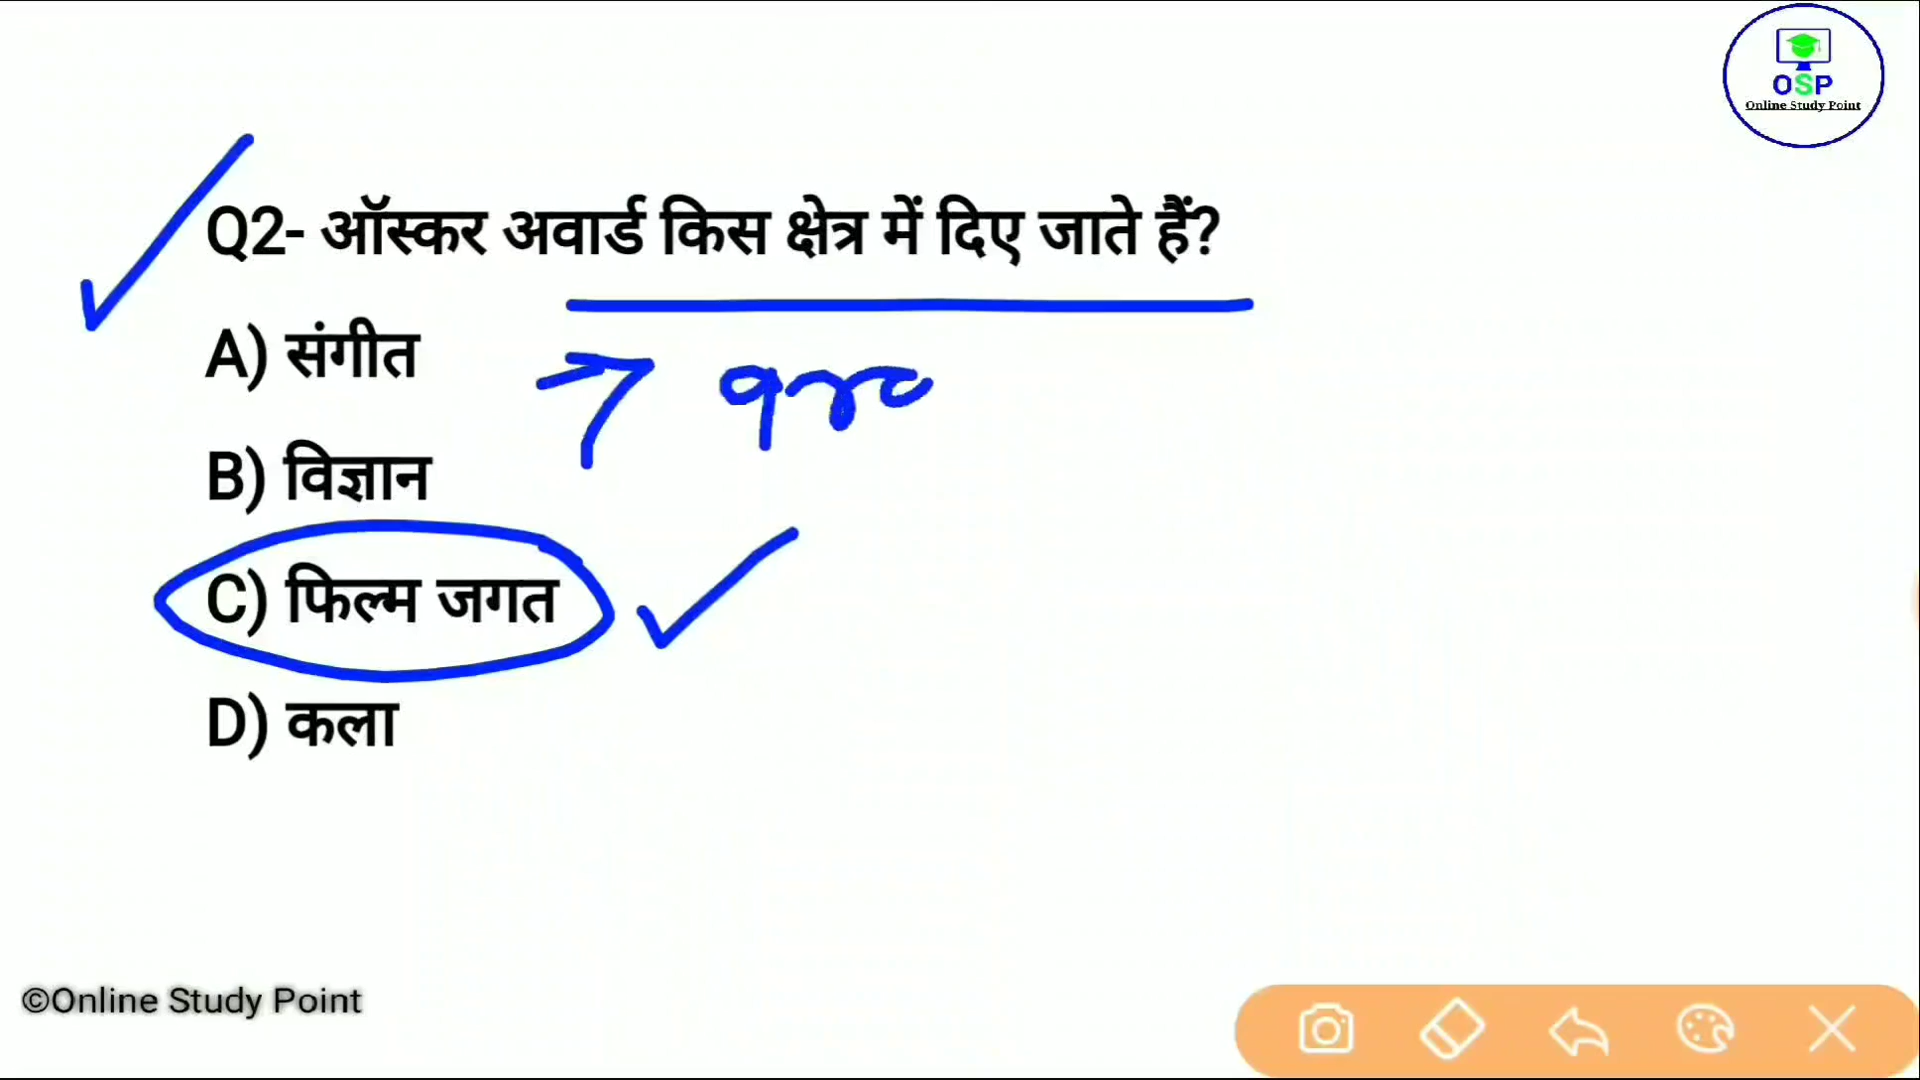 OSP
Online Study Point
Q2- ऑस्कर अवार्ड किस क्षेत्र में दिए जाते हैं?
A) संगीत
B) विज्ञान
C) फिल्म जगत
D) कला
©Online Study Point